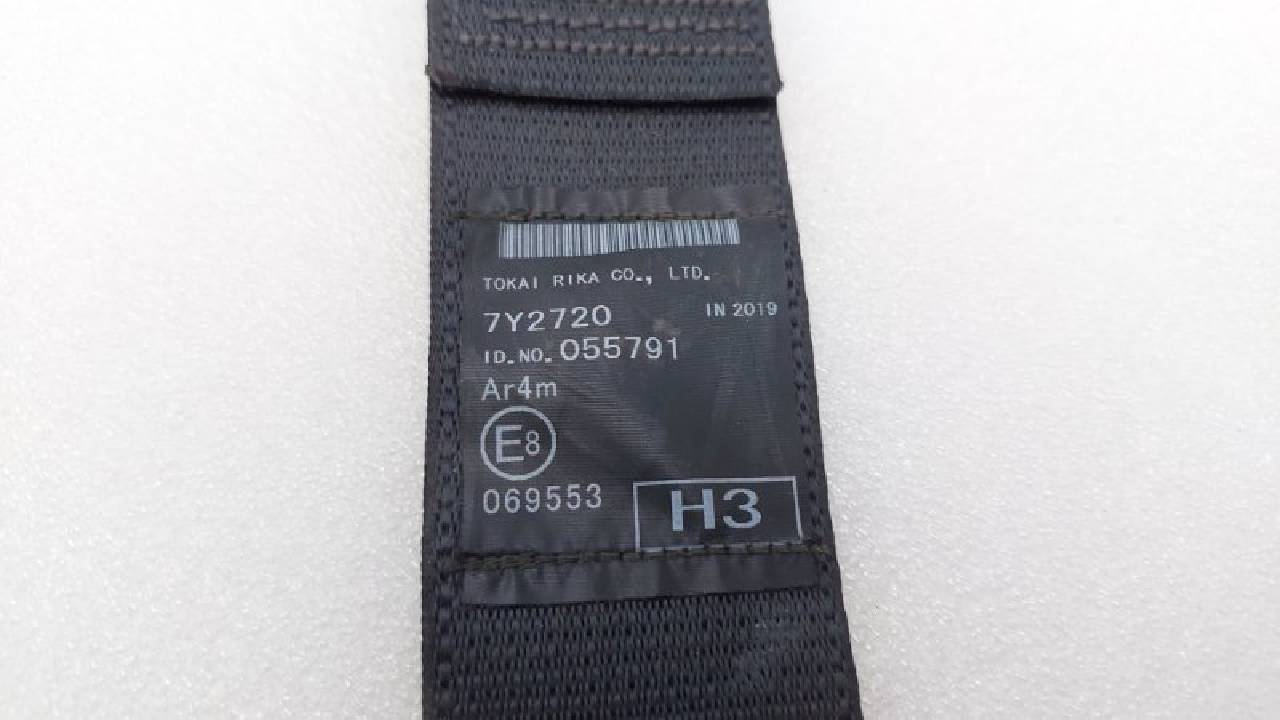 TOKAI RIKA CO., LTD.
7Y2720 IN 2019
ID.NO. 055791
Ar4m
E8
069553
H3